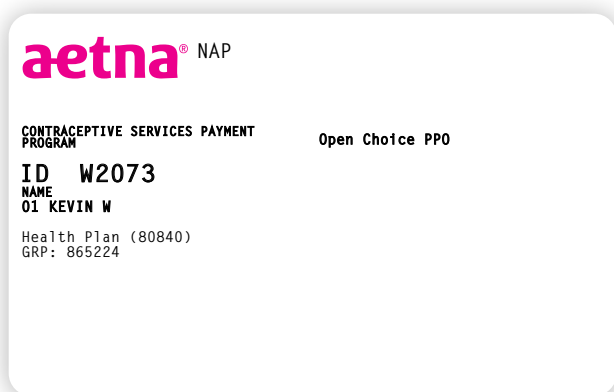 aetna® NAP
CONTRACEPTIVE SERVICES PAYMENT
PROGRAM
Open Choice PPO
ID W2073
NAME
01 KEVIN W
Health Plan (80840)
GRP: 865224